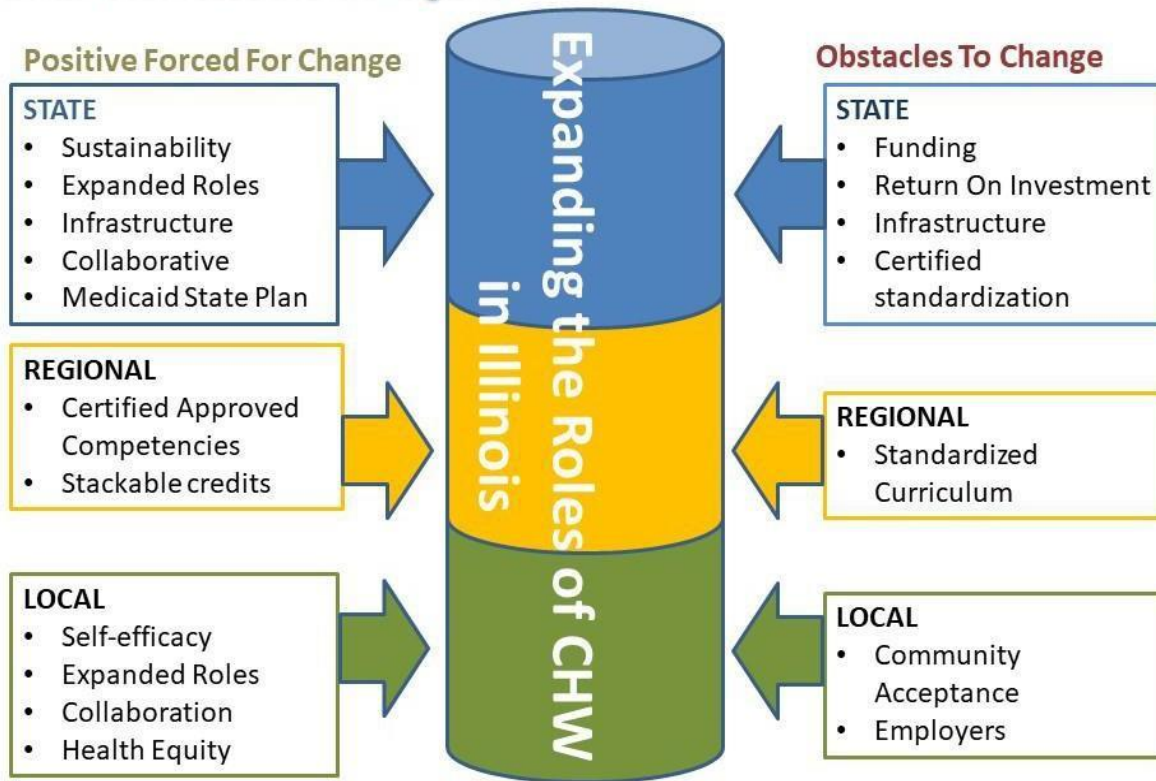 Positive Forced For Change
STATE
• Sustainability
• Expanded Roles
• Infrastructure
• Collaborative
• Medicaid State Plan
REGIONAL
• Certified Approved
Competencies
• Stackable credits
LOCAL
• Self-efficacy
• Expanded Roles
• Collaboration
• Health Equity
Expanding the Roles of CHW
in Illinois
Obstacles To Change
STATE
• Funding
• Return On Investment
• Infrastructure
• Certified
standardization
REGIONAL
• Standardized
Curriculum
LOCAL
• Community
Acceptance
• Employers